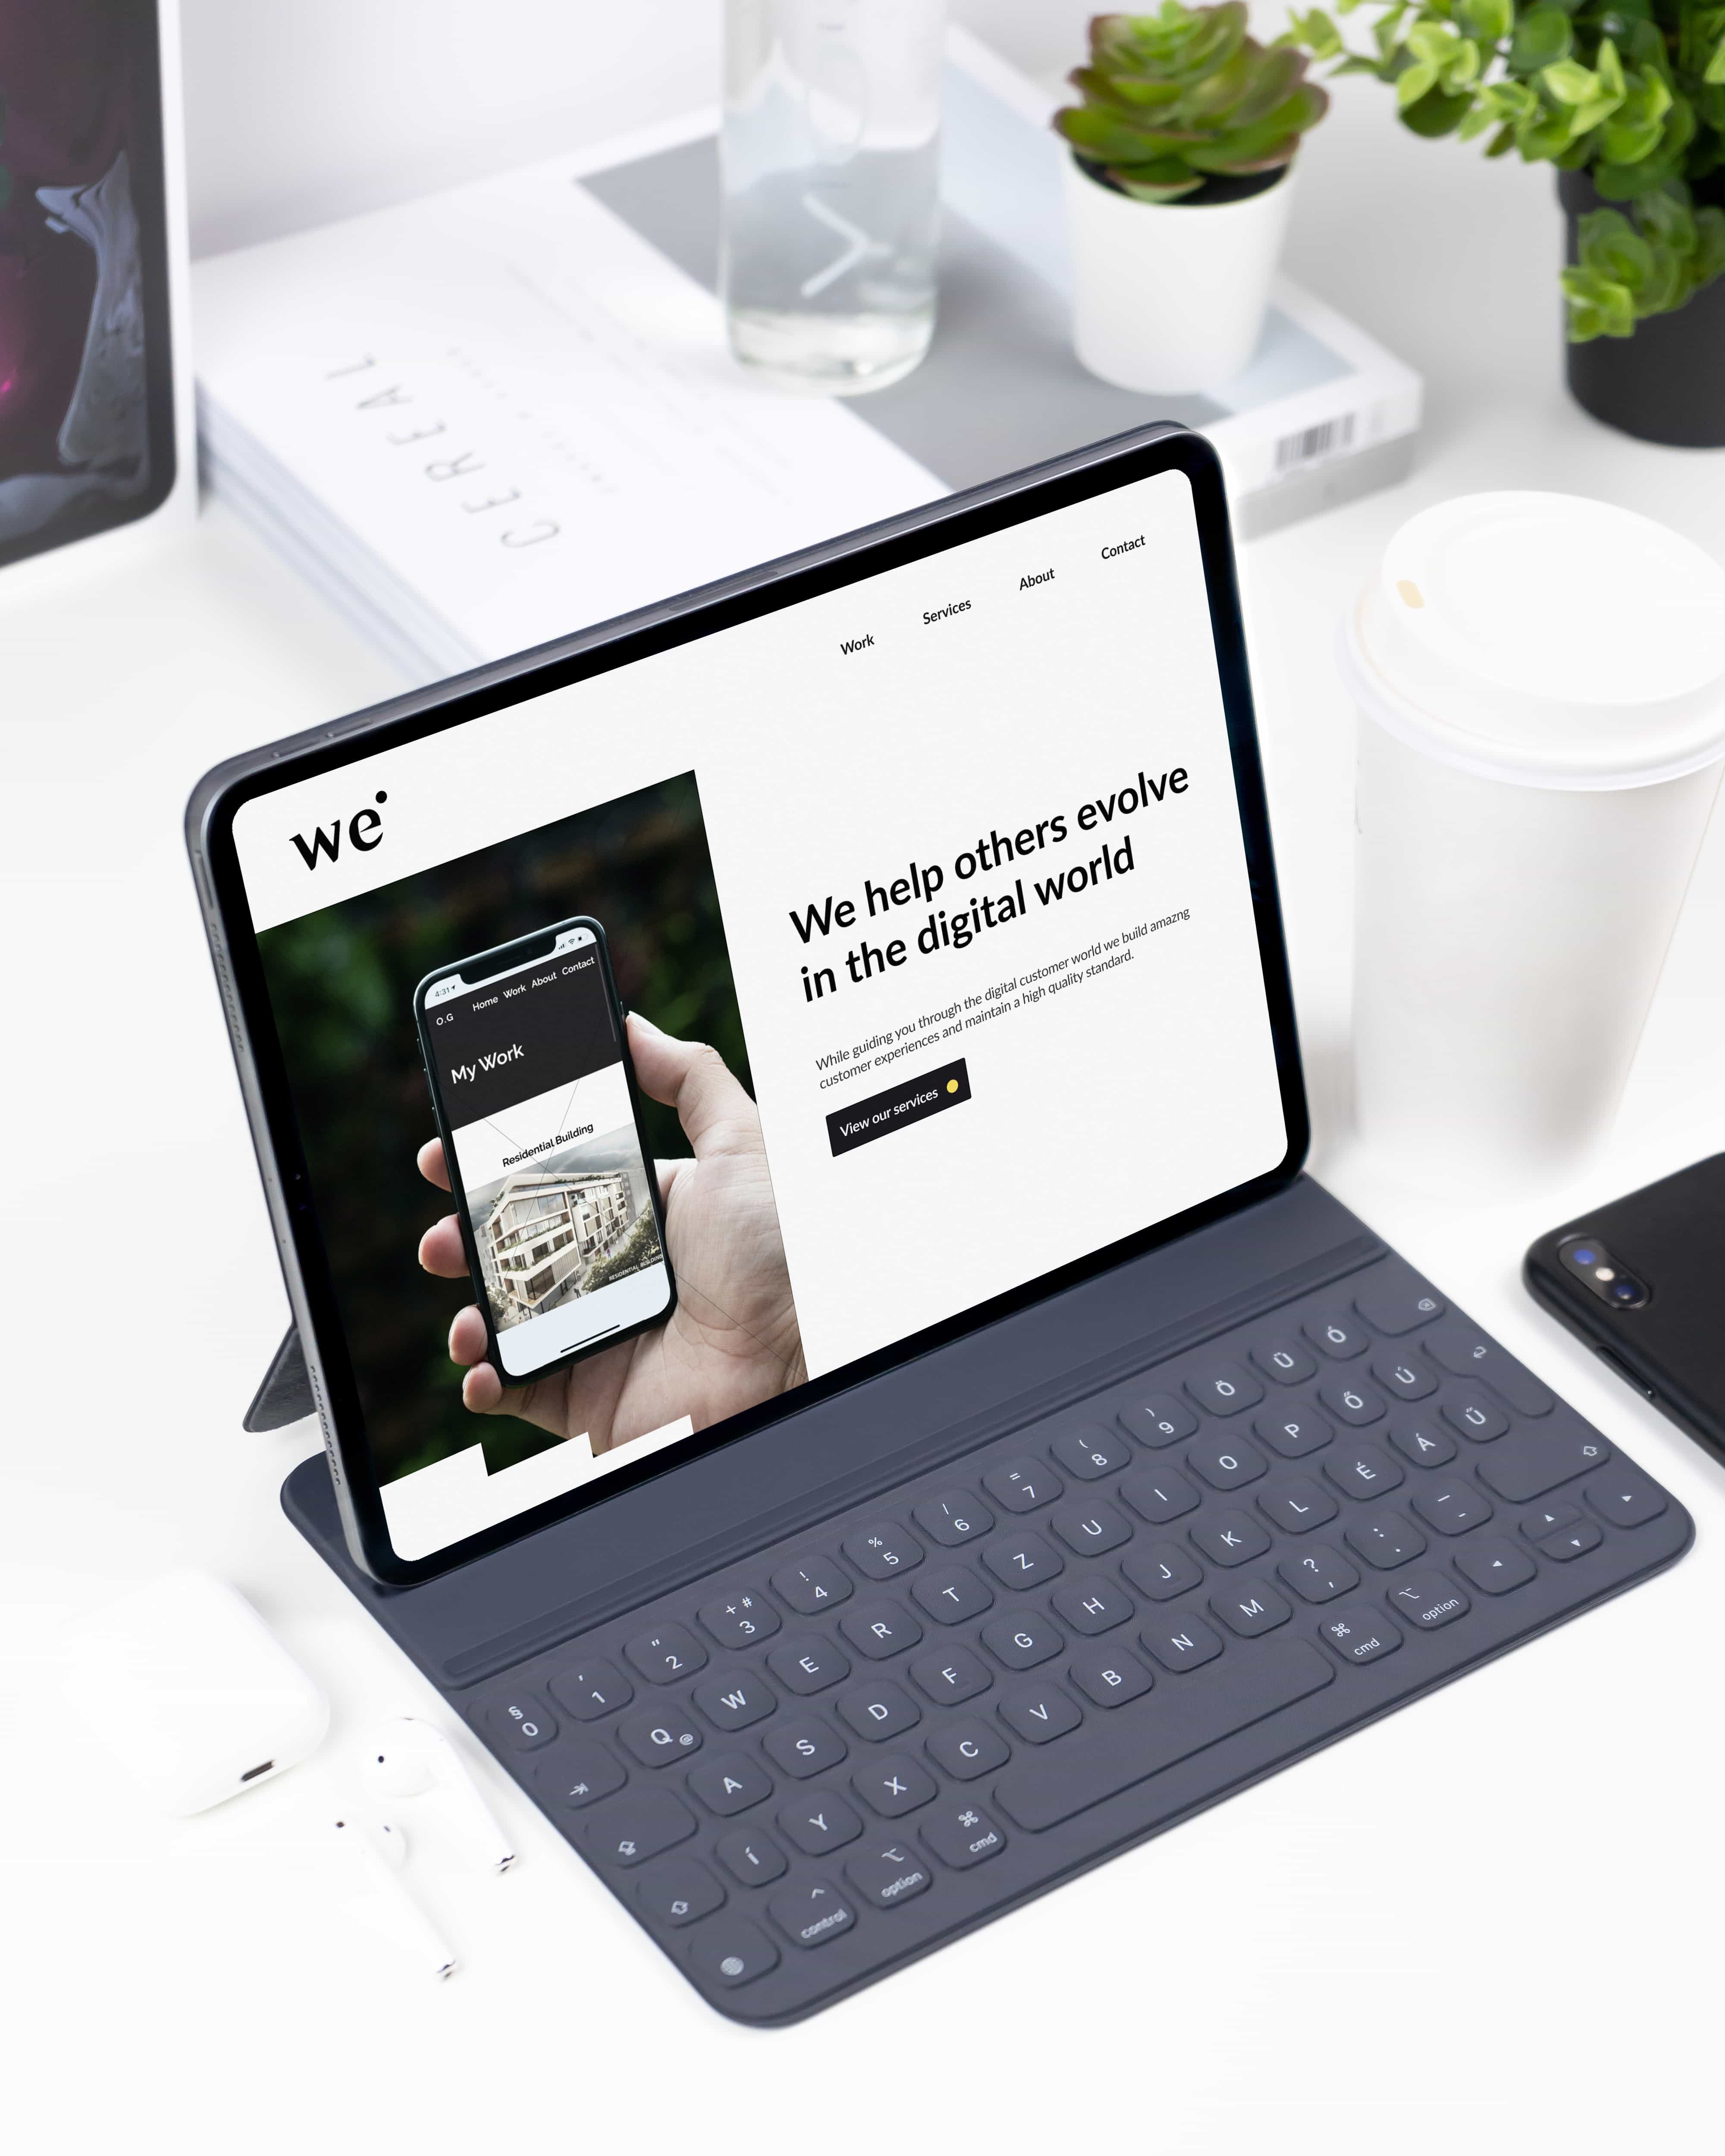 CEREAL
Work Services About Contact
we
We help others evolve
in the digital world
While guiding you through the digital customer world we build amazng
customer experiences and maintain a high quality standard.
View our services
4:31
O.G Home Work About Contact
My Work
Residential Building
RESIDENTIAL BUILDING
§ ' " + # ! % / = ( )
0 1 2 3 4 5 6 7 8 9 Ö Ü Ó
Q @ W E R T Z U I O P Ő Ú
A S D F G H J K L É Á Ű
Í Y X C V B N M ? , : . – -
control option cmd cmd option